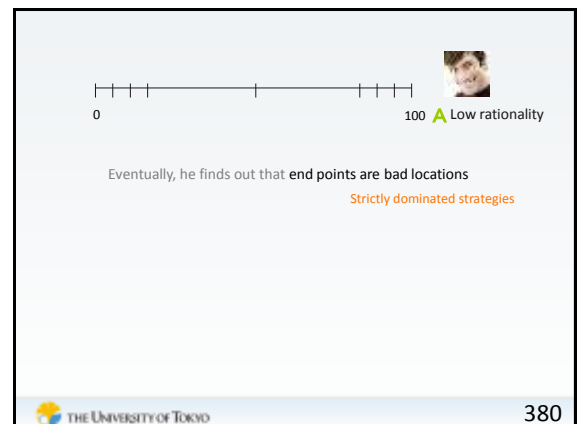 0
100 A Low rationality
Eventually, he finds out that end points are bad locations
Strictly dominated strategies
THE UNIVERSITY OF TOKYO
380